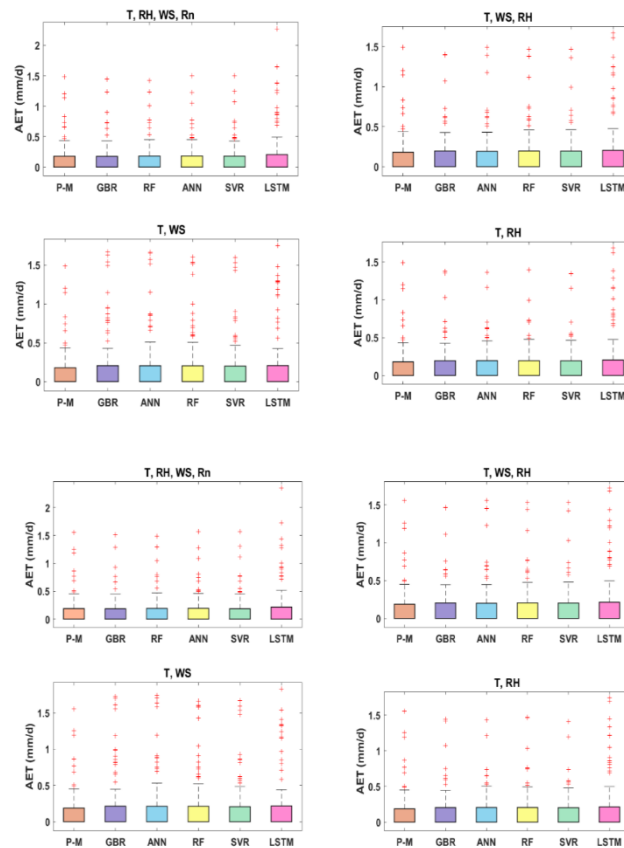 T, RH, WS, Rn
AET (mm/d)
2
1.5
1
0.5
0
P-M GBR RF ANN SVR LSTM
T, WS, RH
AET (mm/d)
1.5
1
0.5
0
P-M GBR ANN RF SVR LSTM
T, WS
AET (mm/d)
1.5
1
0.5
0
P-M GBR ANN RF SVR LSTM
T, RH
AET (mm/d)
1.5
1
0.5
0
P-M GBR ANN RF SVR LSTM
T, RH, WS, Rn
AET (mm/d)
2
1.5
1
0.5
0
P-M GBR RF ANN SVR LSTM
T, WS, RH
AET (mm/d)
1.5
1
0.5
0
P-M GBR ANN RF SVR LSTM
T, WS
AET (mm/d)
1.5
1
0.5
0
P-M GBR ANN RF SVR LSTM
T, RH
AET (mm/d)
1.5
1
0.5
0
P-M GBR ANN RF SVR LSTM